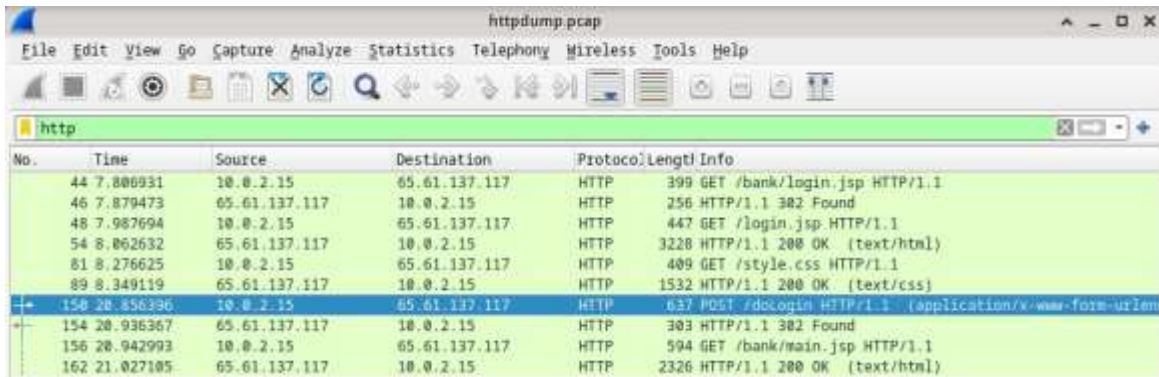 httpdump.pcap
File Edit View Go Capture Analyze Statistics Telephony Wireless Tools Help
http
No. Time Source Destination Protocol Length Info
44 7.806931 10.0.2.15 65.61.137.117 HTTP 399 GET /bank/login.jsp HTTP/1.1
46 7.879473 65.61.137.117 10.0.2.15 HTTP 256 HTTP/1.1 302 Found
48 7.987694 10.0.2.15 65.61.137.117 HTTP 447 GET /login.jsp HTTP/1.1
54 8.062632 65.61.137.117 10.0.2.15 HTTP 3228 HTTP/1.1 200 OK (text/html)
81 8.276625 10.0.2.15 65.61.137.117 HTTP 409 GET /style.css HTTP/1.1
89 8.349119 65.61.137.117 10.0.2.15 HTTP 1532 HTTP/1.1 200 OK (text/css)
150 20.856396 10.0.2.15 65.61.137.117 HTTP 637 POST /doLogin HTTP/1.1 (application/x-www-form-urlen
154 20.936367 65.61.137.117 10.0.2.15 HTTP 303 HTTP/1.1 302 Found
156 20.942993 10.0.2.15 65.61.137.117 HTTP 594 GET /bank/main.jsp HTTP/1.1
162 21.027105 65.61.137.117 10.0.2.15 HTTP 2326 HTTP/1.1 200 OK (text/html)